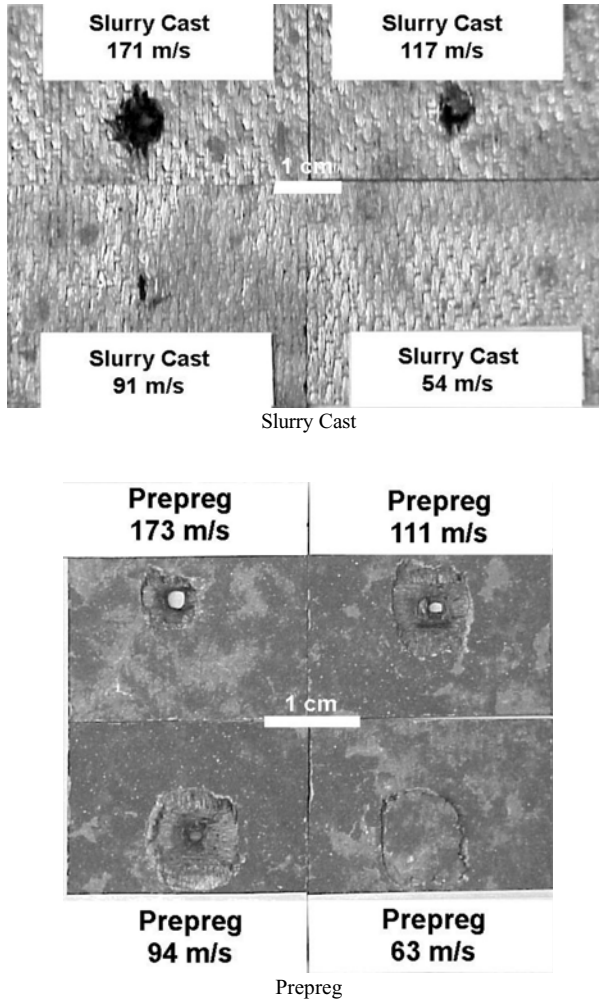 Slurry Cast
171 m/s
Slurry Cast
117 m/s
1 cm
Slurry Cast
91 m/s
Slurry Cast
54 m/s
Slurry Cast
Prepreg
173 m/s
Prepreg
111 m/s
1 cm
Prepreg
94 m/s
Prepreg
63 m/s
Prepreg